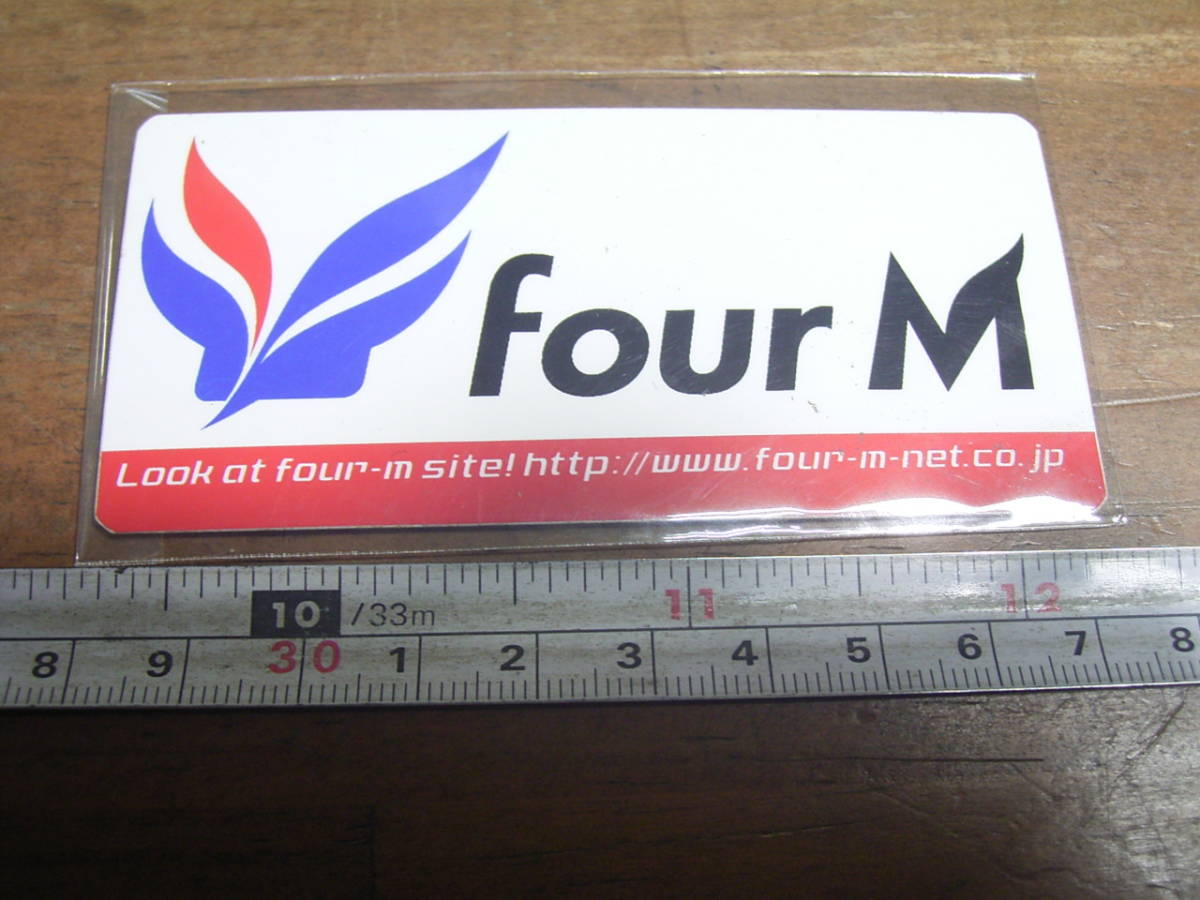 four M
Look at four-m site! http://www.four-m-net.co.jp
10 /33m 11 12
8 9 30 1 2 3 4 5 6 7 8